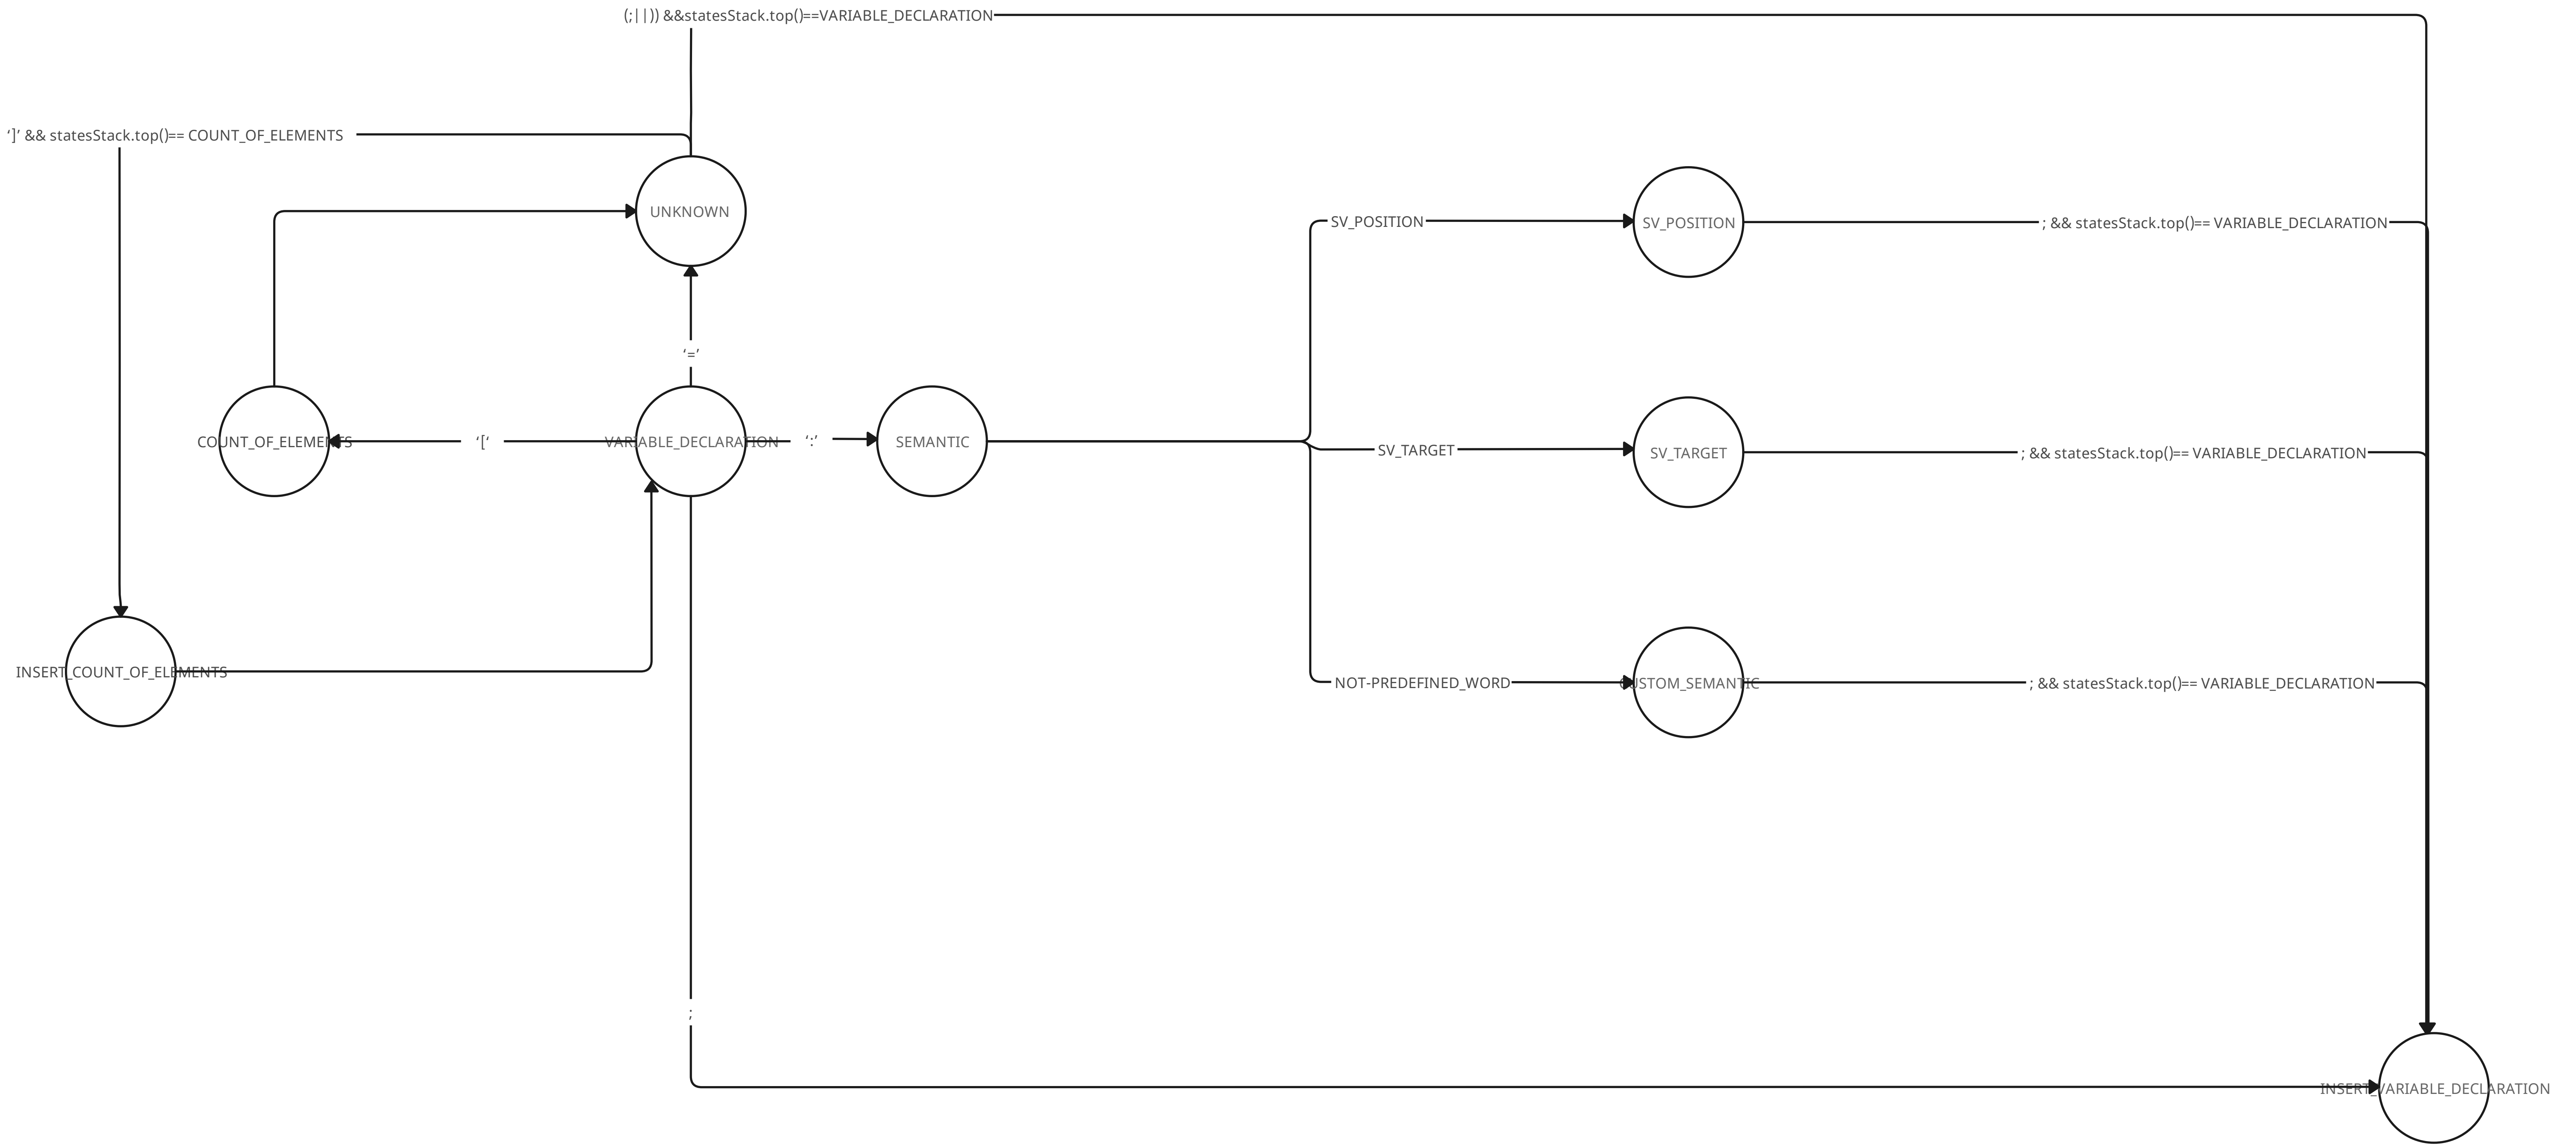 (;||)) &&statesStack.top()==VARIABLE_DECLARATION
‘]’ && statesStack.top()== COUNT_OF_ELEMENTS
UNKNOWN
SV_POSITION
SV_POSITION
; && statesStack.top()== VARIABLE_DECLARATION
‘=’
COUNT_OF_ELEMENTS
‘[‘
VARIABLE_DECLARATION
‘:’
SEMANTIC
SV_TARGET
SV_TARGET
; && statesStack.top()== VARIABLE_DECLARATION
INSERT_COUNT_OF_ELEMENTS
NOT-PREDEFINED_WORD
CUSTOM_SEMANTIC
; && statesStack.top()== VARIABLE_DECLARATION
;
INSERT_VARIABLE_DECLARATION